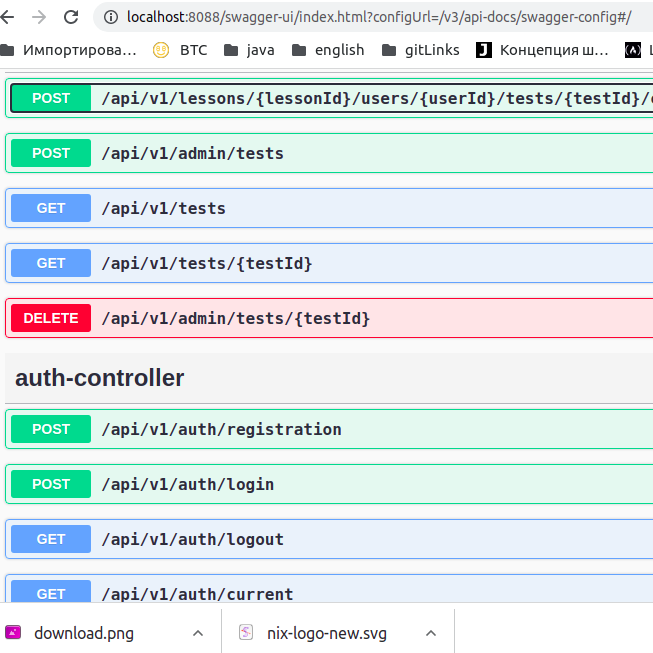 localhost:8088/swagger-ui/index.html?configUrl=/v3/api-docs/swagger-config#/
Импортирова... BTC java english gitLinks Концепция ш...
POST /api/v1/lessons/{lessonId}/users/{userId}/tests/{testId}/
POST /api/v1/admin/tests
GET /api/v1/tests
GET /api/v1/tests/{testId}
DELETE /api/v1/admin/tests/{testId}
auth-controller
POST /api/v1/auth/registration
POST /api/v1/auth/login
GET /api/v1/auth/logout
GET /api/v1/auth/current
download.png nix-logo-new.svg